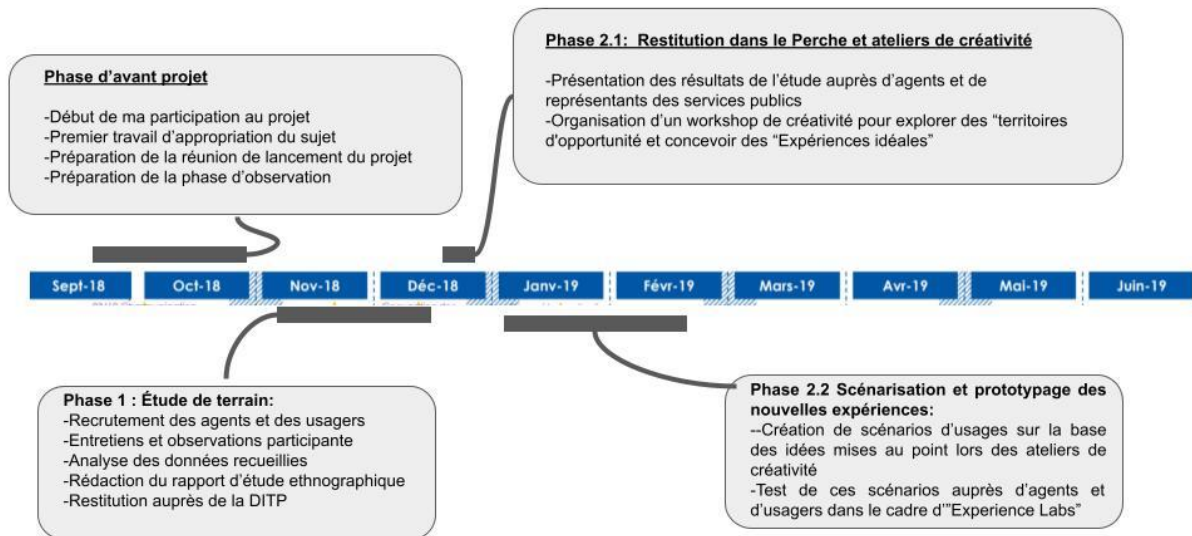 Phase d'avant projet
-Début de ma participation au projet
-Premier travail d'appropriation du sujet
-Préparation de la réunion de lancement du projet
-Préparation de la phase d'observation
Phase 2.1: Restitution dans le Perche et ateliers de créativité
-Présentation des résultats de l'étude auprès d'agents et de
représentants des services publics
-Organisation d'un workshop de créativité pour explorer des “territoires
d'opportunité et concevoir des “Expériences idéales”
Sept-18 Oct-18 Nov-18 Déc-18 Janv-19 Févr-19 Mars-19 Avr-19 Mai-19 Juin-19
Phase 1 : Étude de terrain:
-Recrutement des agents et des usagers
-Entretiens et observations participante
-Analyse des données recueillies
-Rédaction du rapport d'étude ethnographique
-Restitution auprès de la DITP
Phase 2.2 Scénarisation et prototypage des
nouvelles expériences:
--Création de scénarios d'usages sur la base
des idées mises au point lors des ateliers de
créativité
-Test de ces scénarios auprès d'agents et
d'usagers dans le cadre d'”Experience Labs”